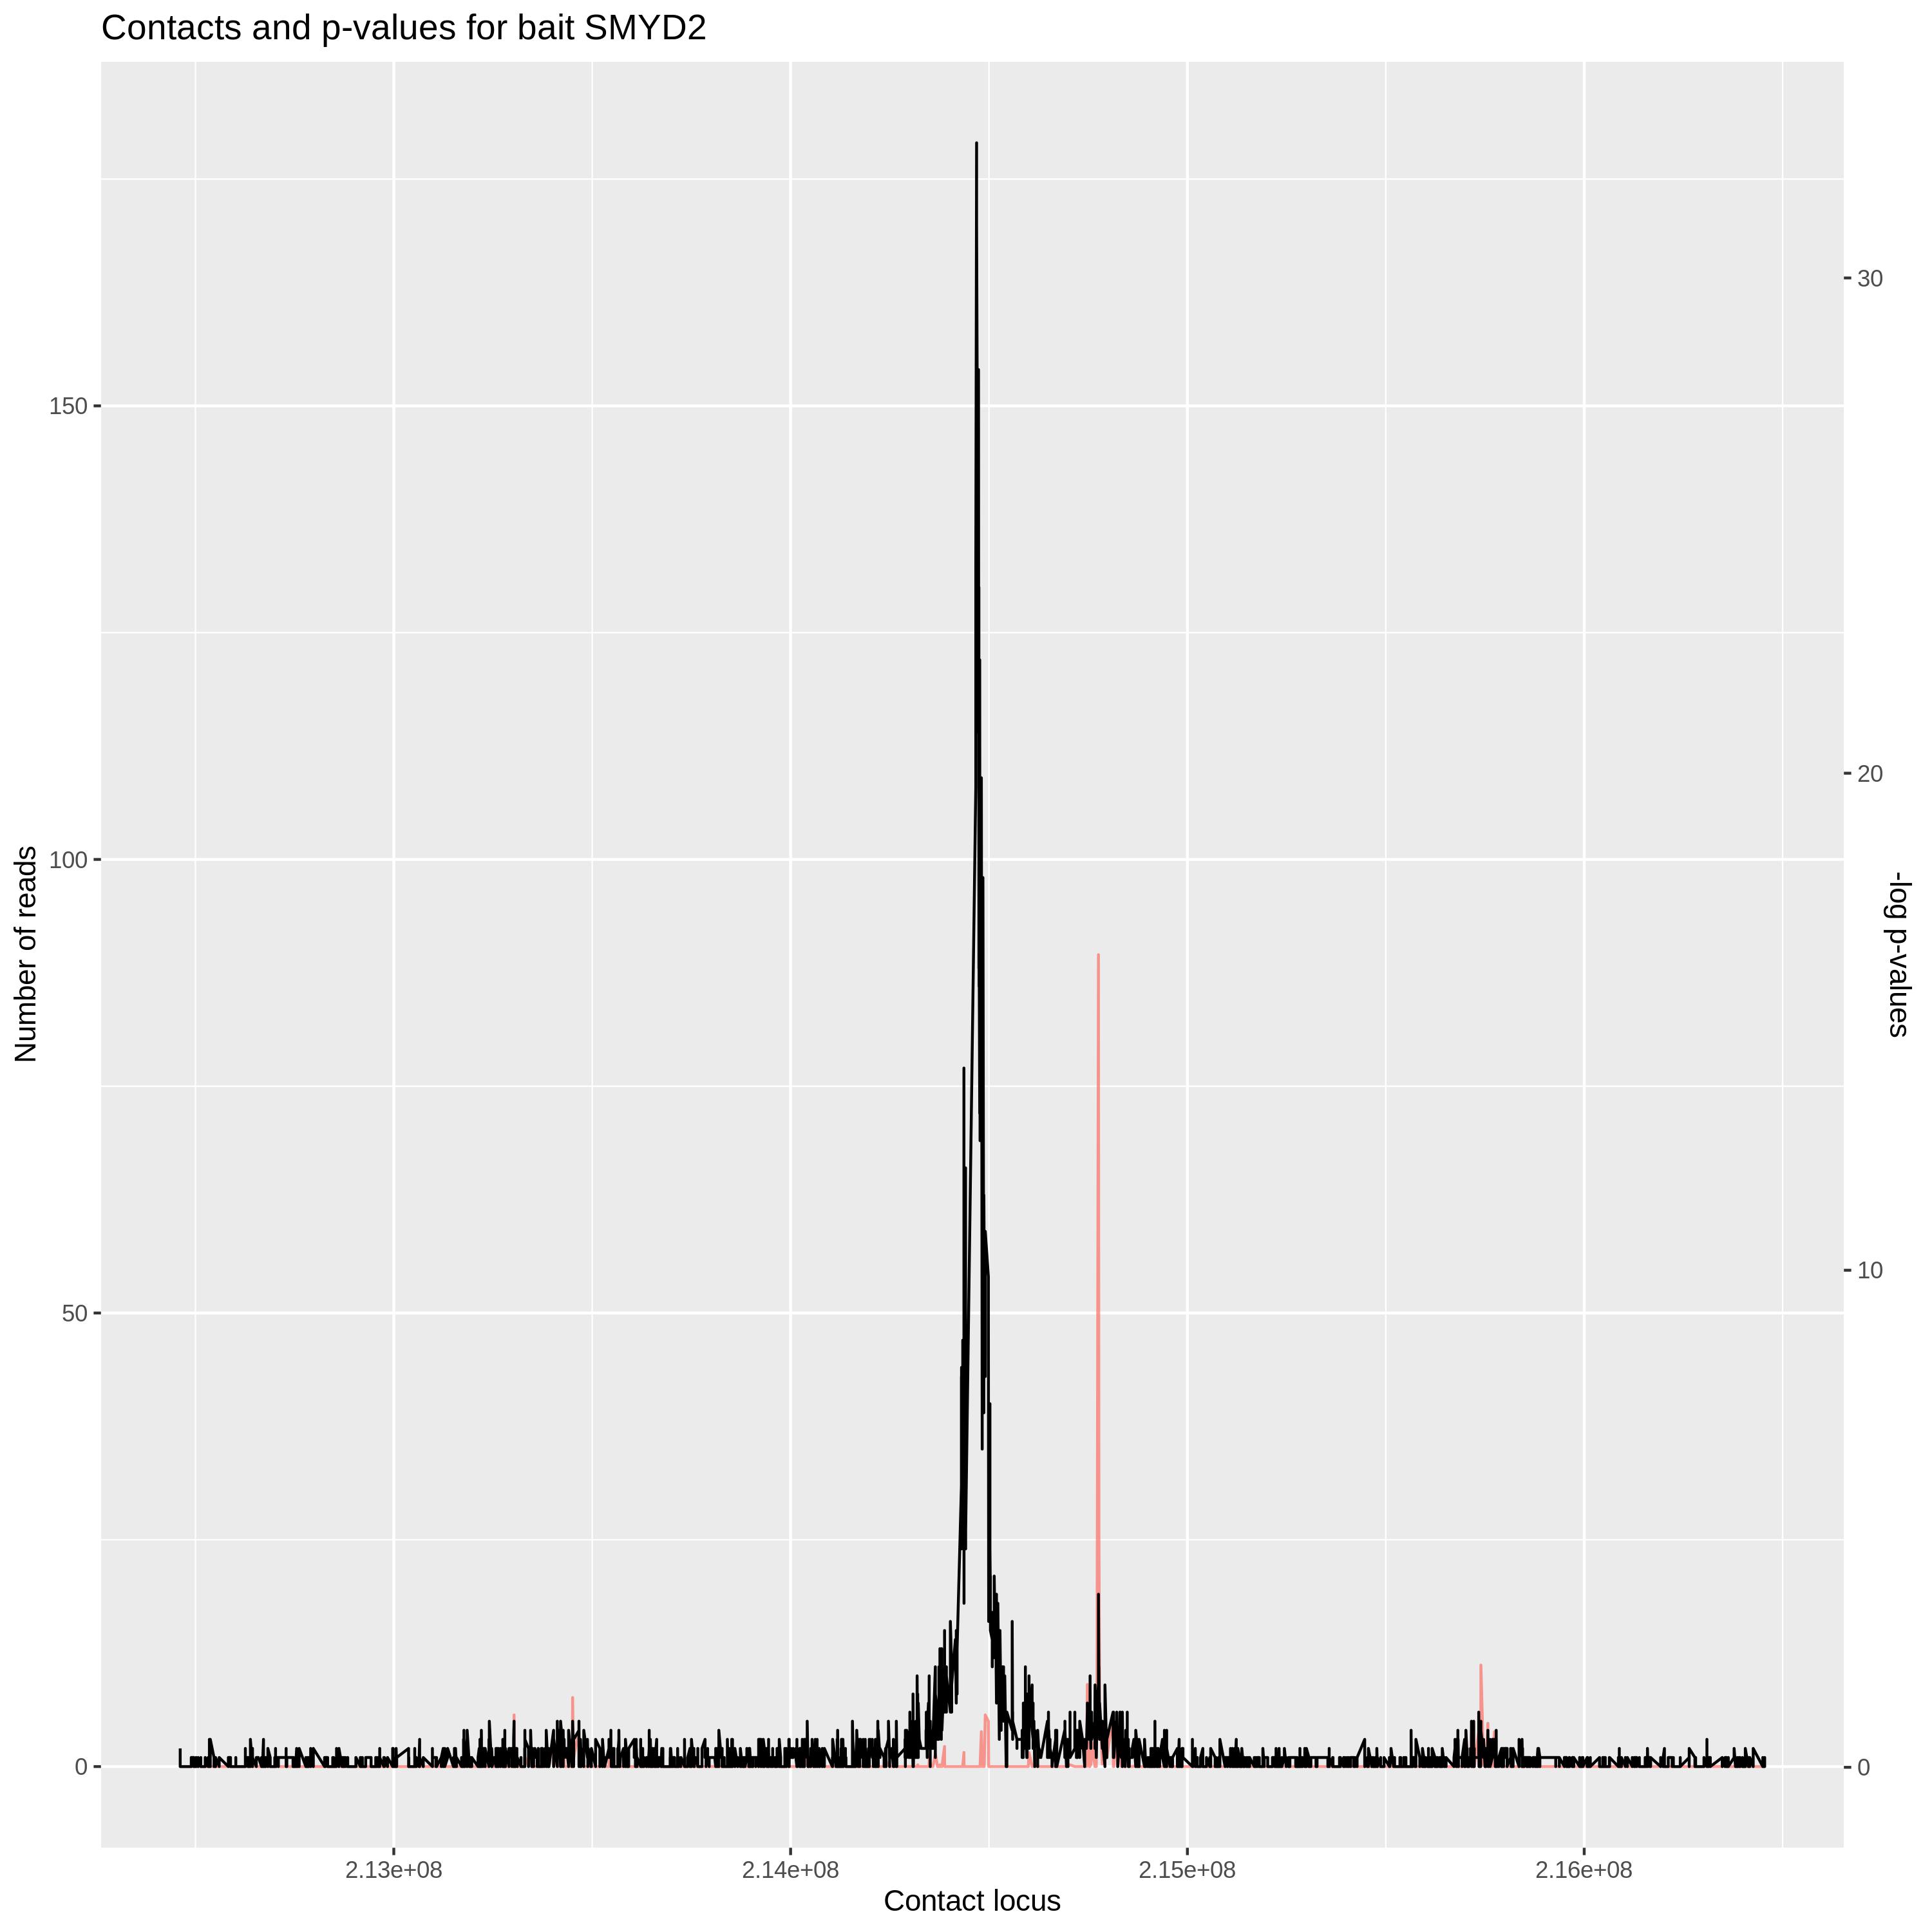 Contacts and p-values for bait SMYD2
150
100
50
0
Number of reads
30
20
10
0
-log p-values
2.13e+08
2.14e+08
2.15e+08
2.16e+08
Contact locus